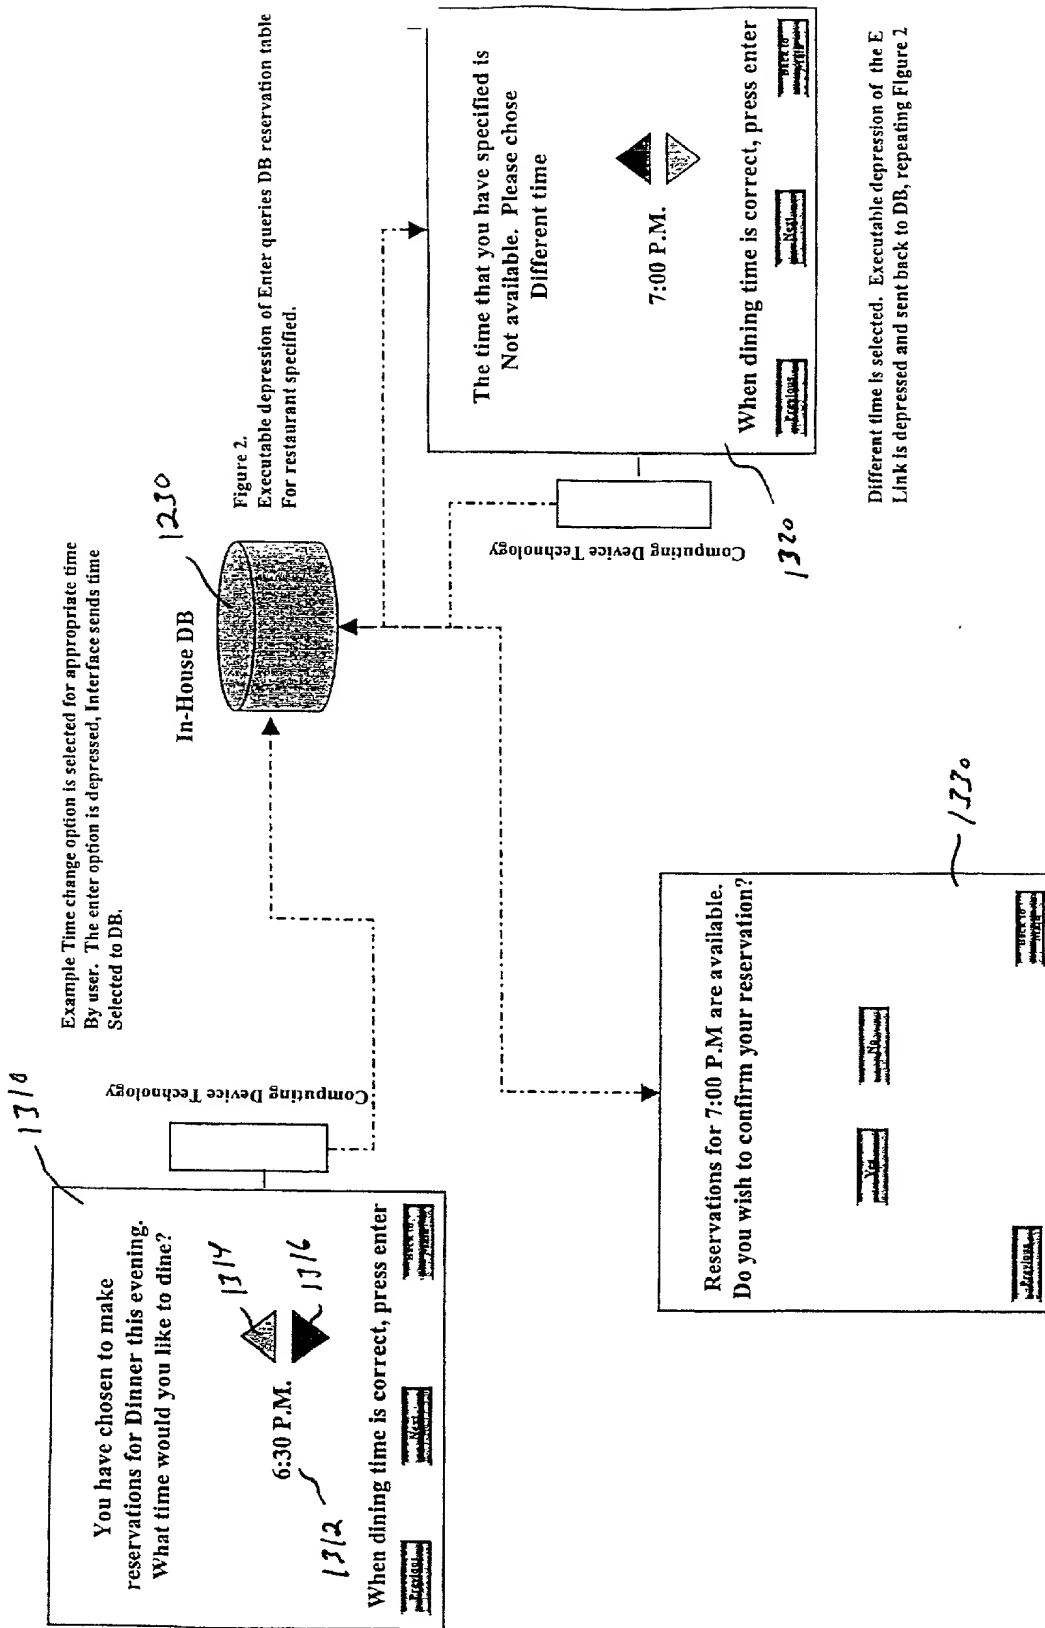 1310
You have chosen to make
reservations for Dinner this evening.
What time would you like to dine?
6:30 P.M.
1312
1314
1316
When dining time is correct, press enter
Previous
Next
Back to
Computing Device Technology
Example Time change option is selected for appropriate time
By user. The enter option is depressed, Interface sends time
Selected to DB.
In-House DB
1230
Figure 2.
Executable depression of Enter queries DB reservation table
For restaurant specified.
The time that you have specified is
Not available. Please chose
Different time
7:00 P.M.
When dining time is correct, press enter
Previous
Next
Back to
Computing Device Technology
1320
Different time is selected. Executable depression of the E
Link is depressed and sent back to DB, repeating Figure 2
Reservations for 7:00 P.M are available.
Do you wish to confirm your reservation?
Yes
No
Previous
Back to
Main
1330